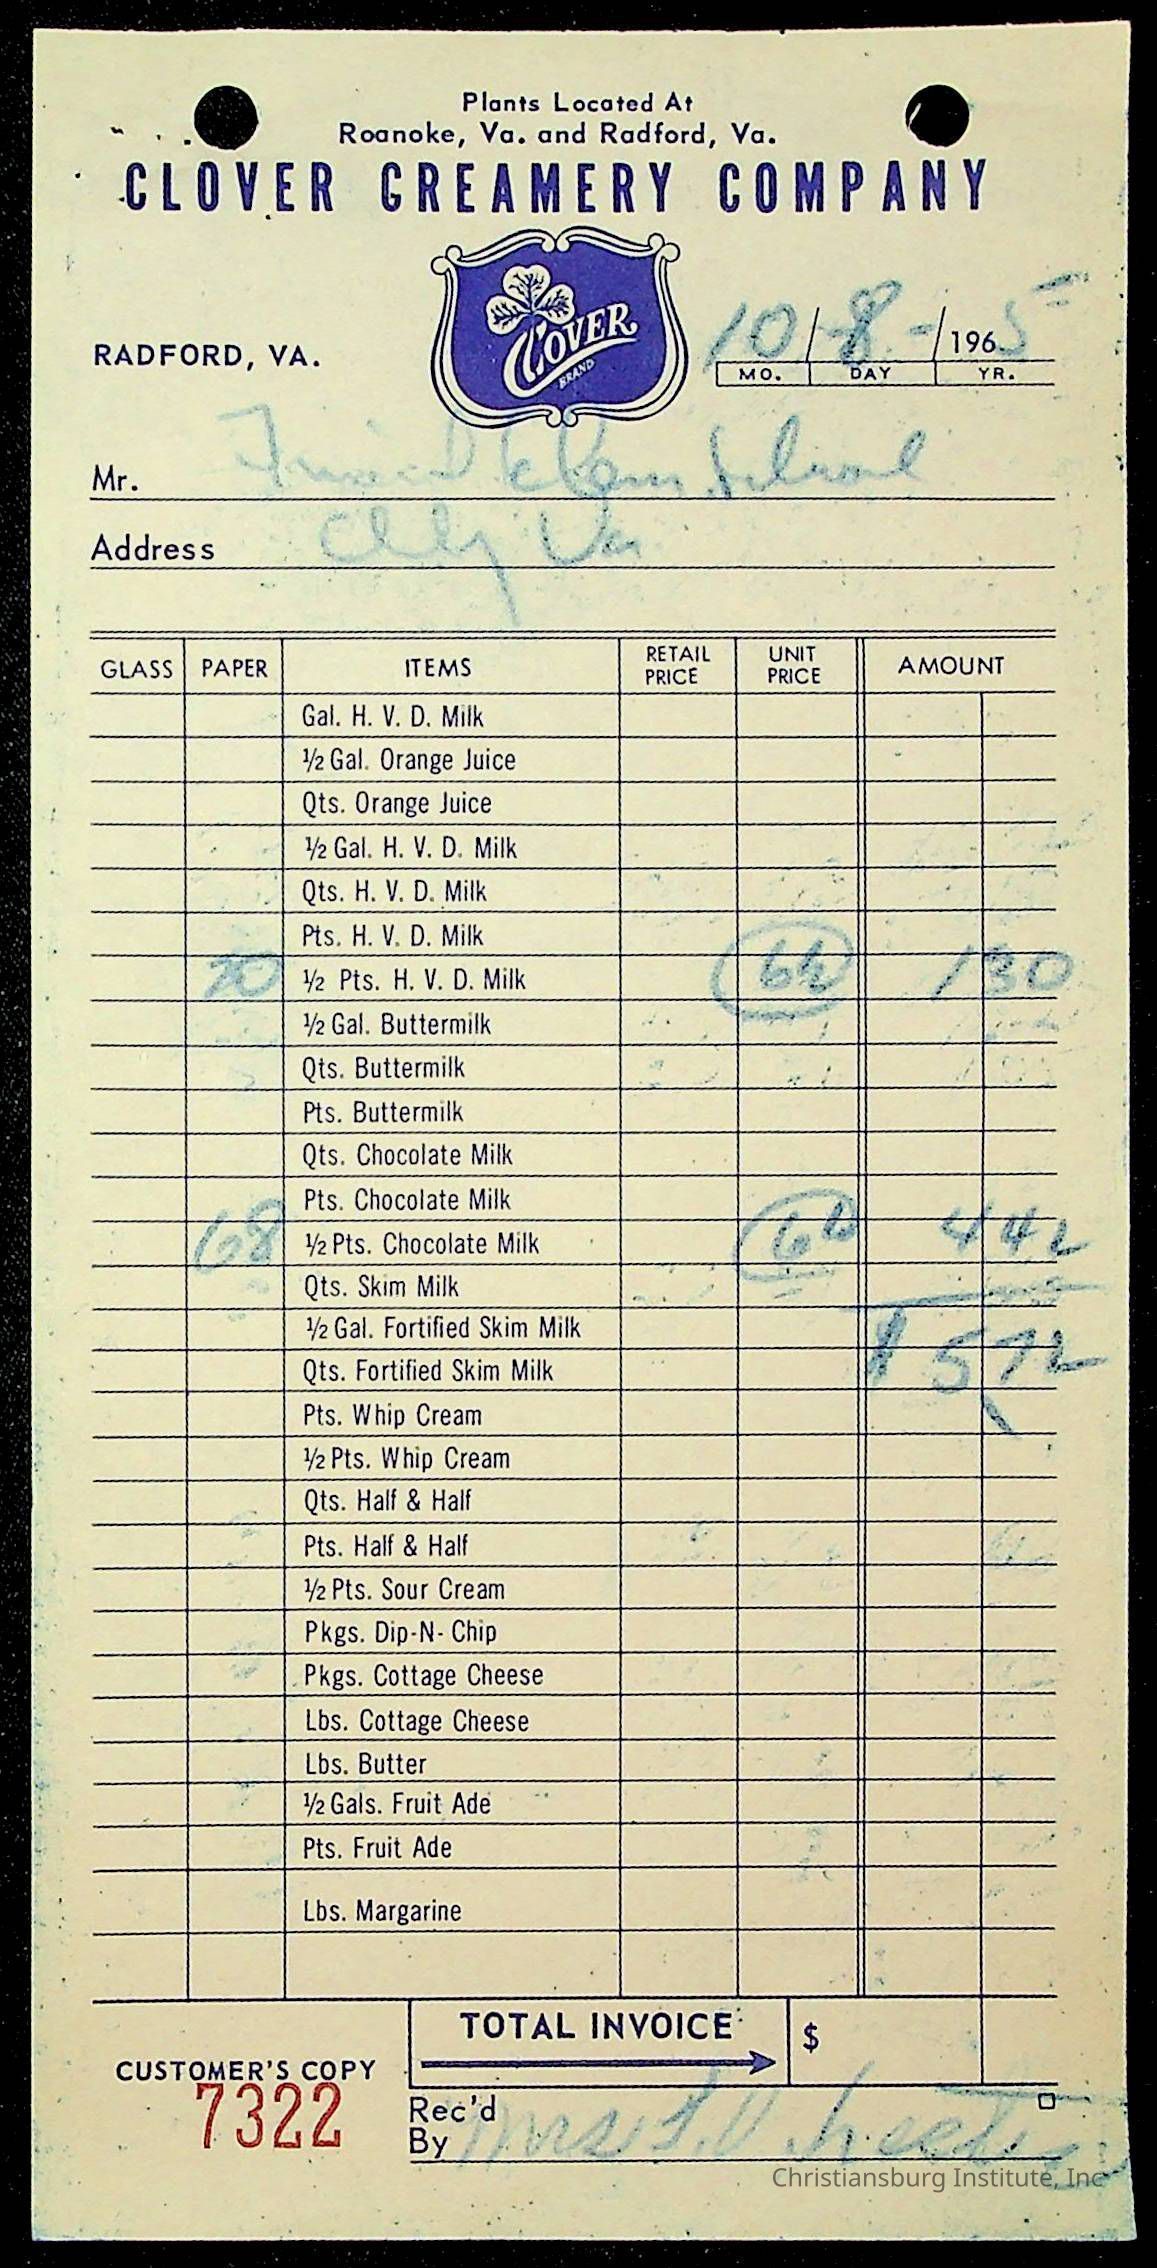 Plants Located At
Roanoke, Va. and Radford, Va.
CLOVER CREAMERY COMPANY
CLOVER
BRAND
RADFORD, VA.
10/-8-/1965
MO. DAY YR.
Mr. School
Address Va
GLASS PAPER ITEMS RETAIL PRICE UNIT PRICE AMOUNT
Gal. H. V. D. Milk
½ Gal. Orange Juice
Qts. Orange Juice
½ Gal. H. V. D. Milk
Qts. H. V. D. Milk
Pts. H. V. D. Milk
20 ½ Pts. H. V. D. Milk 6½ 130
½ Gal. Buttermilk
Qts. Buttermilk
Pts. Buttermilk
Qts. Chocolate Milk
Pts. Chocolate Milk
68 ½ Pts. Chocolate Milk 6½ 442
Qts. Skim Milk
½ Gal. Fortified Skim Milk
Qts. Fortified Skim Milk $572
Pts. Whip Cream
½ Pts. Whip Cream
Qts. Half & Half
Pts. Half & Half
½ Pts. Sour Cream
Pkgs. Dip-N-Chip
Pkgs. Cottage Cheese
Lbs. Cottage Cheese
Lbs. Butter
½ Gals. Fruit Ade
Pts. Fruit Ade
Lbs. Margarine
TOTAL INVOICE $
CUSTOMER'S COPY
7322
Rec'd
By Mrs
Christiansburg Institute, Inc